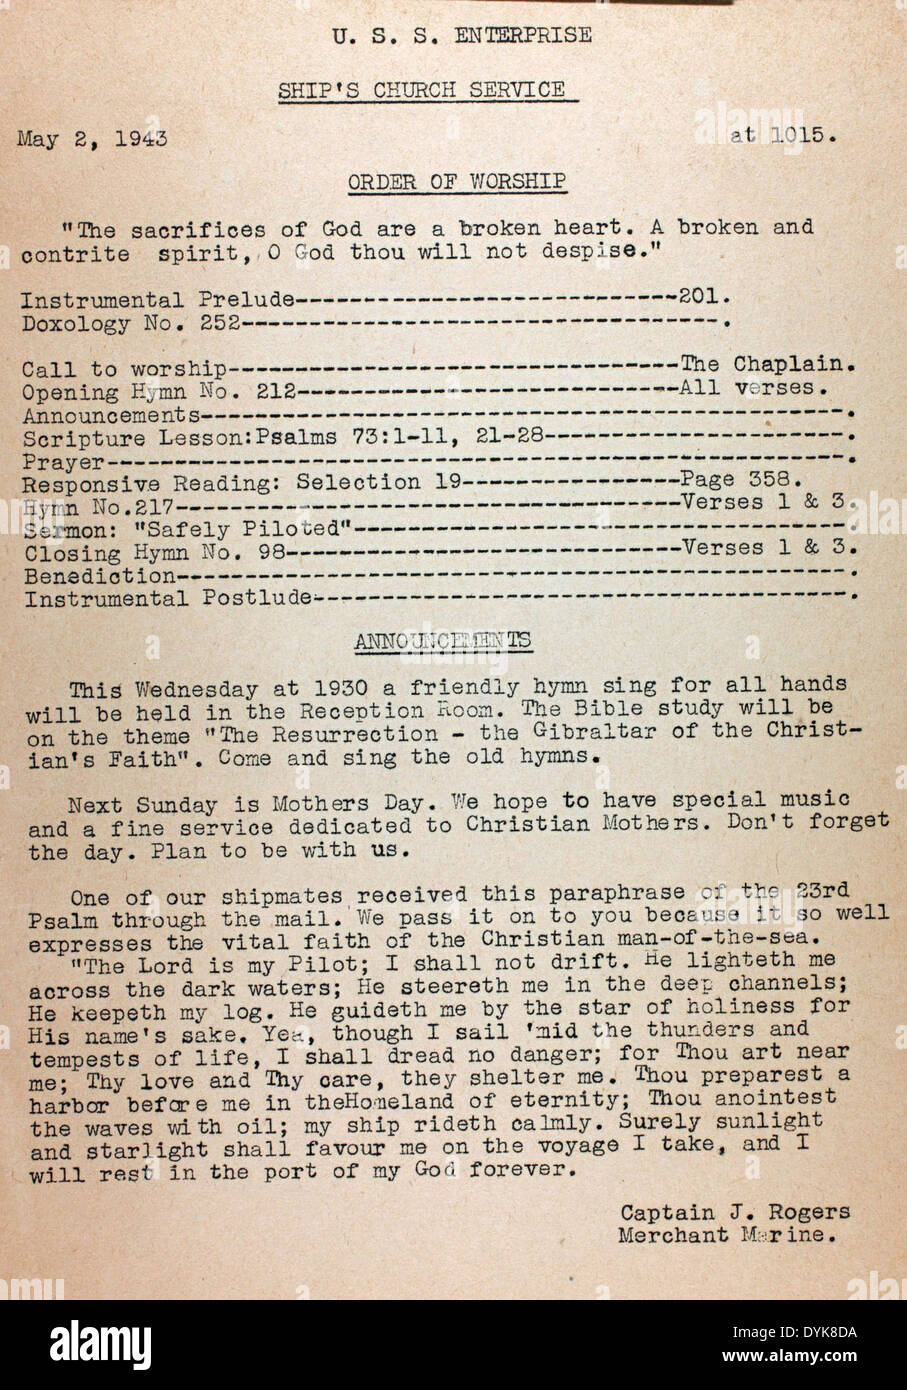 U. S. S. ENTERPRISE
SHIP'S CHURCH SERVICE
May 2, 1943 at 1015.
ORDER OF WORSHIP
"The sacrifices of God are a broken heart. A broken and
contrite spirit, O God thou will not despise."
Instrumental Prelude----------------------------201.
Doxology No. 252-----------------------------------.
Call to worship---------------------------------The Chaplain.
Opening Hymn No. 212----------------------------All verses.
Announcements-----------------------------------------------.
Scripture Lesson:Psalms 73:1-11, 21-28----------------------.
Prayer------------------------------------------------------.
Responsive Reading: Selection 19----------------Page 358.
Hymn No.217-------------------------------------Verses 1 & 3.
Sermon: "Safely Piloted"------------------------------------.
Closing Hymn No. 98-----------------------------Verses 1 & 3.
Benediction-------------------------------------------------.
Instrumental Postlude---------------------------------------.
ANNOUNCEMENTS
This Wednesday at 1930 a friendly hymn sing for all hands
will be held in the Reception Room. The Bible study will be
on the theme "The Resurrection - the Gibraltar of the Christ-
ian's Faith". Come and sing the old hymns.
Next Sunday is Mothers Day. We hope to have special music
and a fine service dedicated to Christian Mothers. Don't forget
the day. Plan to be with us.
One of our shipmates received this paraphrase of the 23rd
Psalm through the mail. We pass it on to you because it so well
expresses the vital faith of the Christian man-of-the-sea.
"The Lord is my Pilot; I shall not drift. He lighteth me
across the dark waters; He steereth me in the deep channels;
He keepeth my log. He guideth me by the star of holiness for
His name's sake. Yea, though I sail 'mid the thunders and
tempests of life, I shall dread no danger; for Thou art near
me; Thy love and Thy care, they shelter me. Thou preparest a
harbor before me in theHomeland of eternity; Thou anointest
the waves with oil; my ship rideth calmly. Surely sunlight
and starlight shall favour me on the voyage I take, and I
will rest in the port of my God forever.
Captain J. Rogers
Merchant Marine.
alamy
Image ID: DYK8DA
www.alamy.com